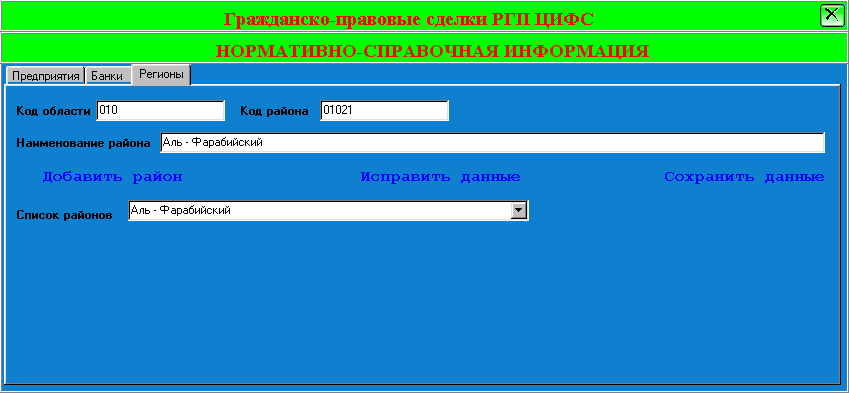 Гражданско-правовые сделки РГП ЦИФС
НОРМАТИВНО-СПРАВОЧНАЯ ИНФОРМАЦИЯ
Предприятия Банки Регионы
Код области 010 Код района 01021
Наименование района Аль - Фарабийский
Добавить район Исправить данные Сохранить данные
Список районов Аль - Фарабийский